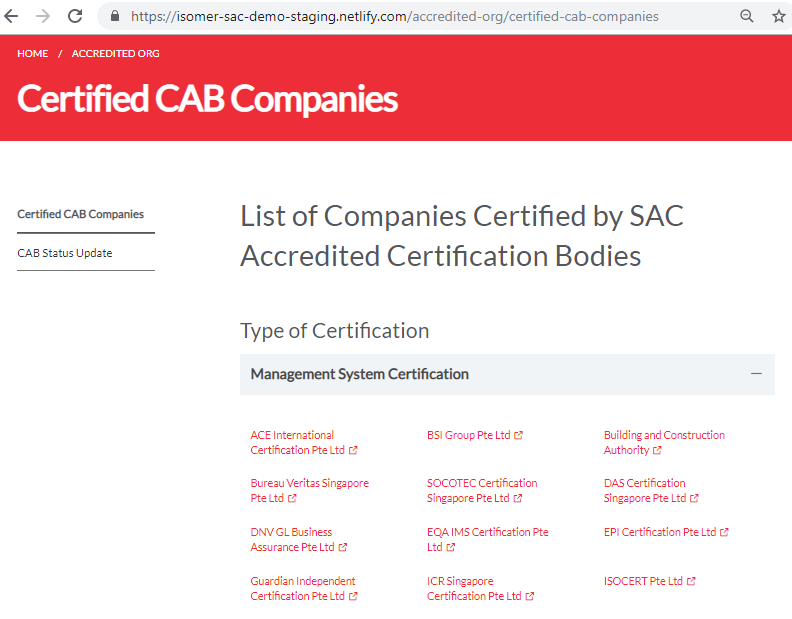 https://isomer-sac-demo-staging.netlify.com/accredited-org/certified-cab-companies
HOME / ACCREDITED ORG
Certified CAB Companies
Certified CAB Companies
CAB Status Update
List of Companies Certified by SAC
Accredited Certification Bodies
Type of Certification
Management System Certification
ACE International
Certification Pte Ltd
BSI Group Pte Ltd
Building and Construction
Authority
Bureau Veritas Singapore
Pte Ltd
SOCOTEC Certification
Singapore Pte Ltd
DAS Certification
Singapore Pte Ltd
DNV GL Business
Assurance Pte Ltd
EQA IMS Certification Pte
Ltd
EPI Certification Pte Ltd
Guardian Independent
Certification Pte Ltd
ICR Singapore
Certification Pte Ltd
ISOCERT Pte Ltd